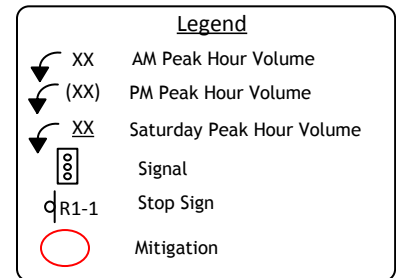 Legend
XX AM Peak Hour Volume
(XX) PM Peak Hour Volume
XX Saturday Peak Hour Volume
Signal
R1-1 Stop Sign
Mitigation